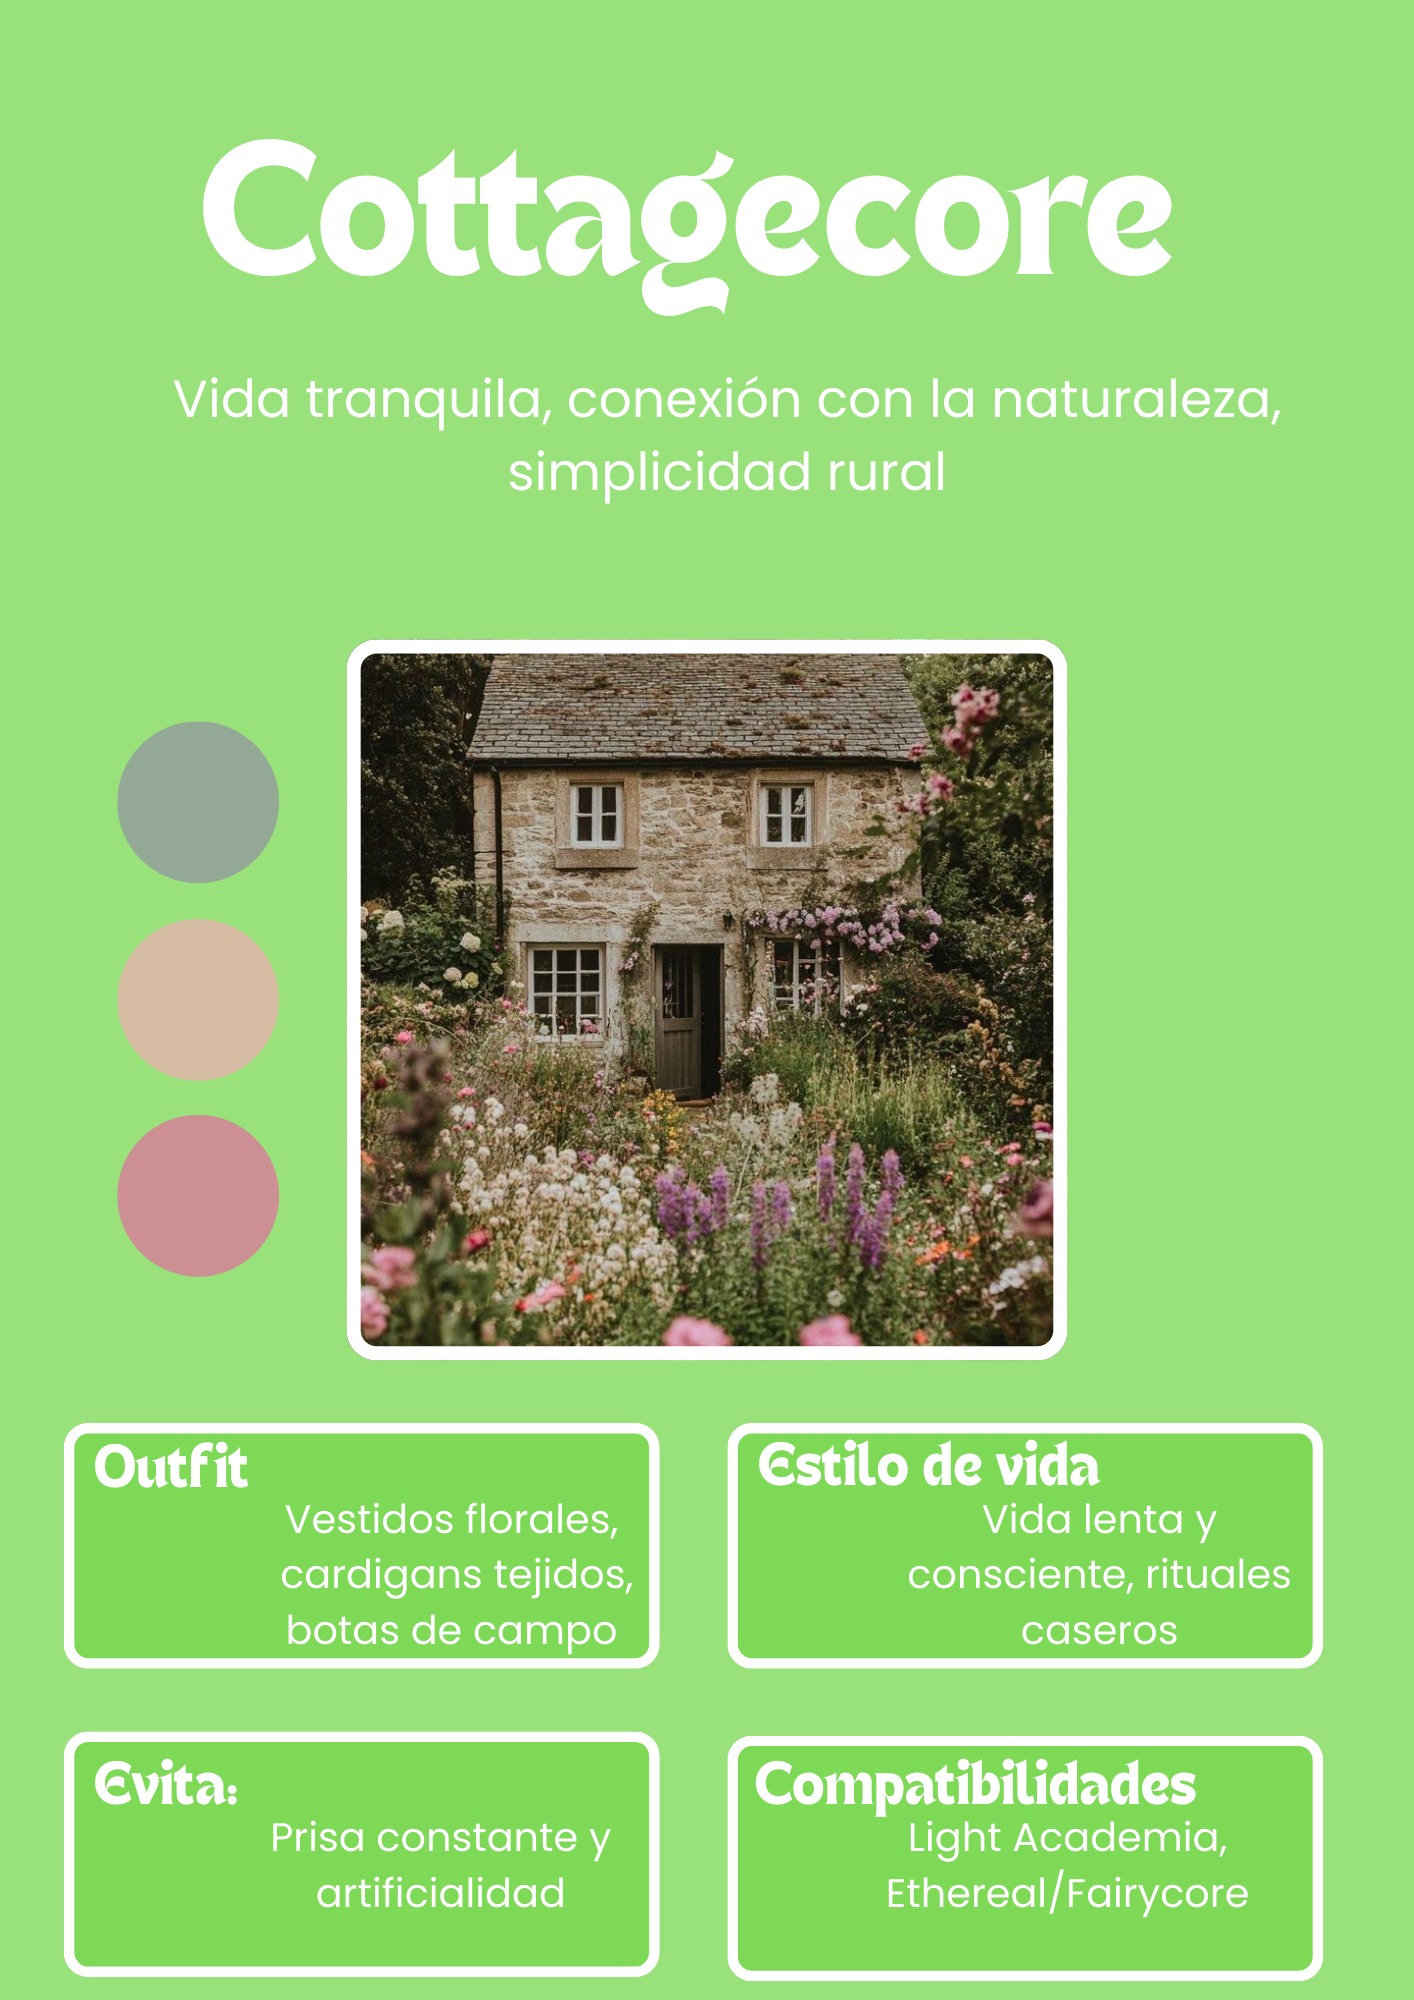 Cottagecore
Vida tranquila, conexión con la naturaleza,
simplicidad rural
Outfit
Vestidos florales,
cardigans tejidos,
botas de campo
Estilo de vida
Vida lenta y
consciente, rituales
caseros
Evita:
Prisa constante y
artificialidad
Compatibilidades
Light Academia,
Ethereal/Fairycore